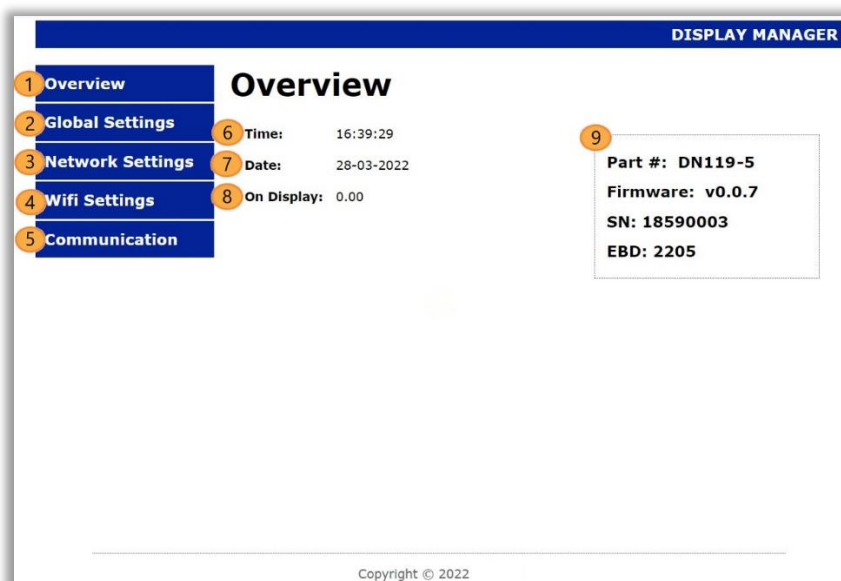 DISPLAY MANAGER
1 Overview
2 Global Settings
3 Network Settings
4 Wifi Settings
5 Communication
Overview
6 Time: 16:39:29
7 Date: 28-03-2022
8 On Display: 0.00
9
Part #: DN119-5
Firmware: v0.0.7
SN: 18590003
EBD: 2205
Copyright © 2022